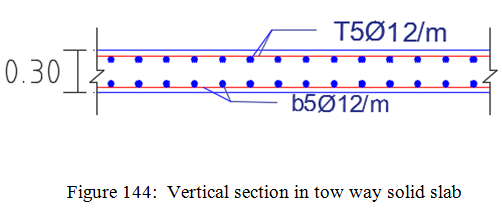 T5Ø12/m
0.30
b5Ø12/m
Figure 144: Vertical section in tow way solid slab